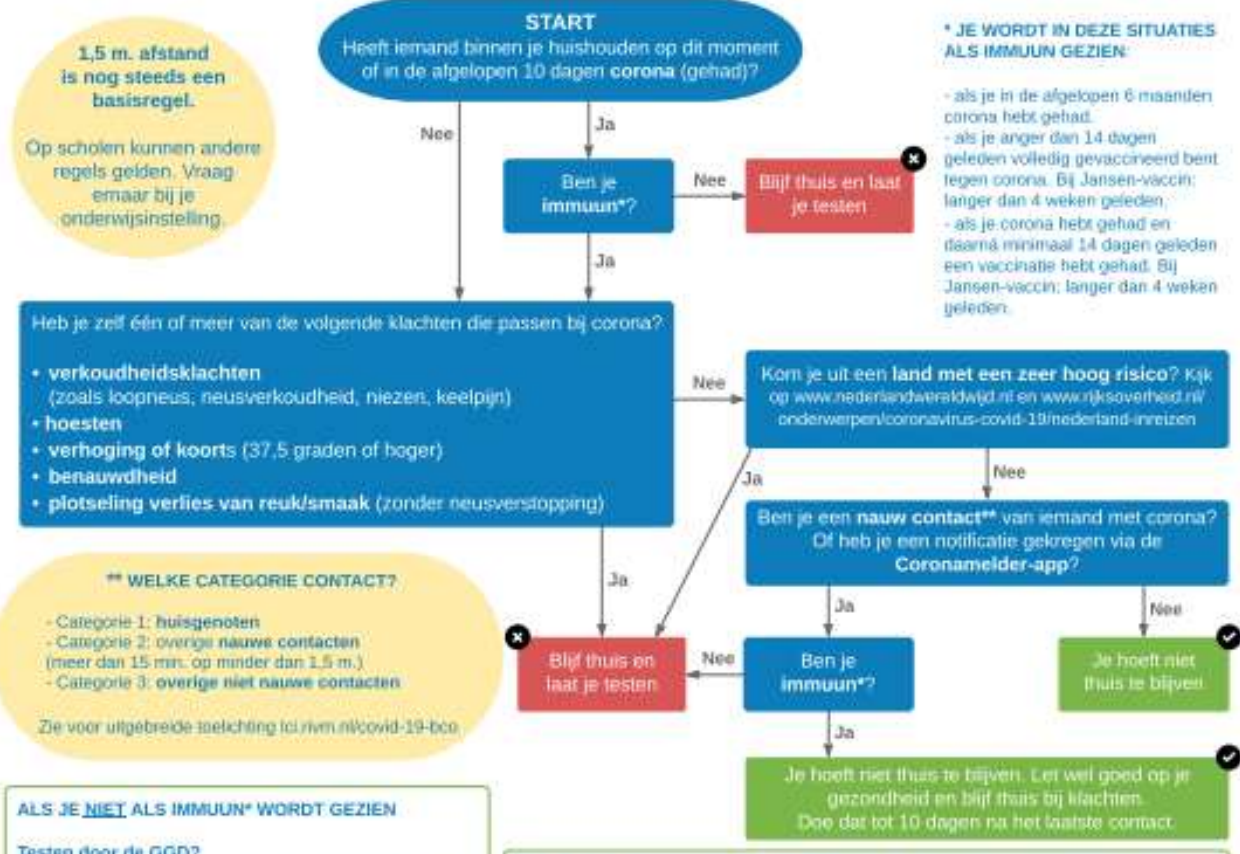 1,5 m. afstand
is nog steeds een
basisregel.
Op scholen kunnen andere
regels gelden. Vraag
ernaar bij je
onderwijsinstelling.
START
Heeft iemand binnen je huishouden op dit moment
of in de afgelopen 10 dagen corona (gehad)?
* JE WORDT IN DEZE SITUATIES
ALS IMMUUN GEZIEN:
- als je in de afgelopen 6 maanden
corona hebt gehad.
- als je anger dan 14 dagen
geleden volledig gevaccineerd bent
tegen corona. Bij Jansen-vaccin:
langer dan 4 weken geleden.
- als je corona hebt gehad en
daarná minimaal 14 dagen geleden
een vaccinatie hebt gehad. Bij
Jansen-vaccin: langer dan 4 weken
geleden.
Nee
Ja
Ben je
immuun*?
Nee
Blijf thuis en laat
je testen
Ja
Heb je zelf één of meer van de volgende klachten die passen bij corona?
• verkoudheidsklachten
(zoals loopneus, neusverkoudheid, niezen, keelpijn)
• hoesten
• verhoging of koorts (37,5 graden of hoger)
• benauwdheid
• plotseling verlies van reuk/smaak (zonder neusverstopping)
Nee
Kom je uit een land met een zeer hoog risico? Kijk
op www.nederlandwereldwijd.nl en www.rijksoverheid.nl/
onderwerpen/coronavirus-covid-19/nederland-inreizen
Ja
Nee
Ben je een nauw contact** van iemand met corona?
Of heb je een notificatie gekregen via de
Coronamelder-app?
** WELKE CATEGORIE CONTACT?
- Categorie 1: huisgenoten
- Categorie 2: overige nauwe contacten
(meer dan 15 min. op minder dan 1,5 m.)
- Categorie 3: overige niet nauwe contacten
Zie voor uitgebreide toelichting lci.rivm.nl/covid-19-bco
Ja
Ja
Nee
Blijf thuis en
laat je testen
Nee
Ben je
immuun*?
Je hoeft niet
thuis te blijven
Ja
Je hoeft niet thuis te blijven. Let wel goed op je
gezondheid en blijf thuis bij klachten.
Doe dat tot 10 dagen na het laatste contact.
ALS JE NIET ALS IMMUUN* WORDT GEZIEN
Testen door de GGD?